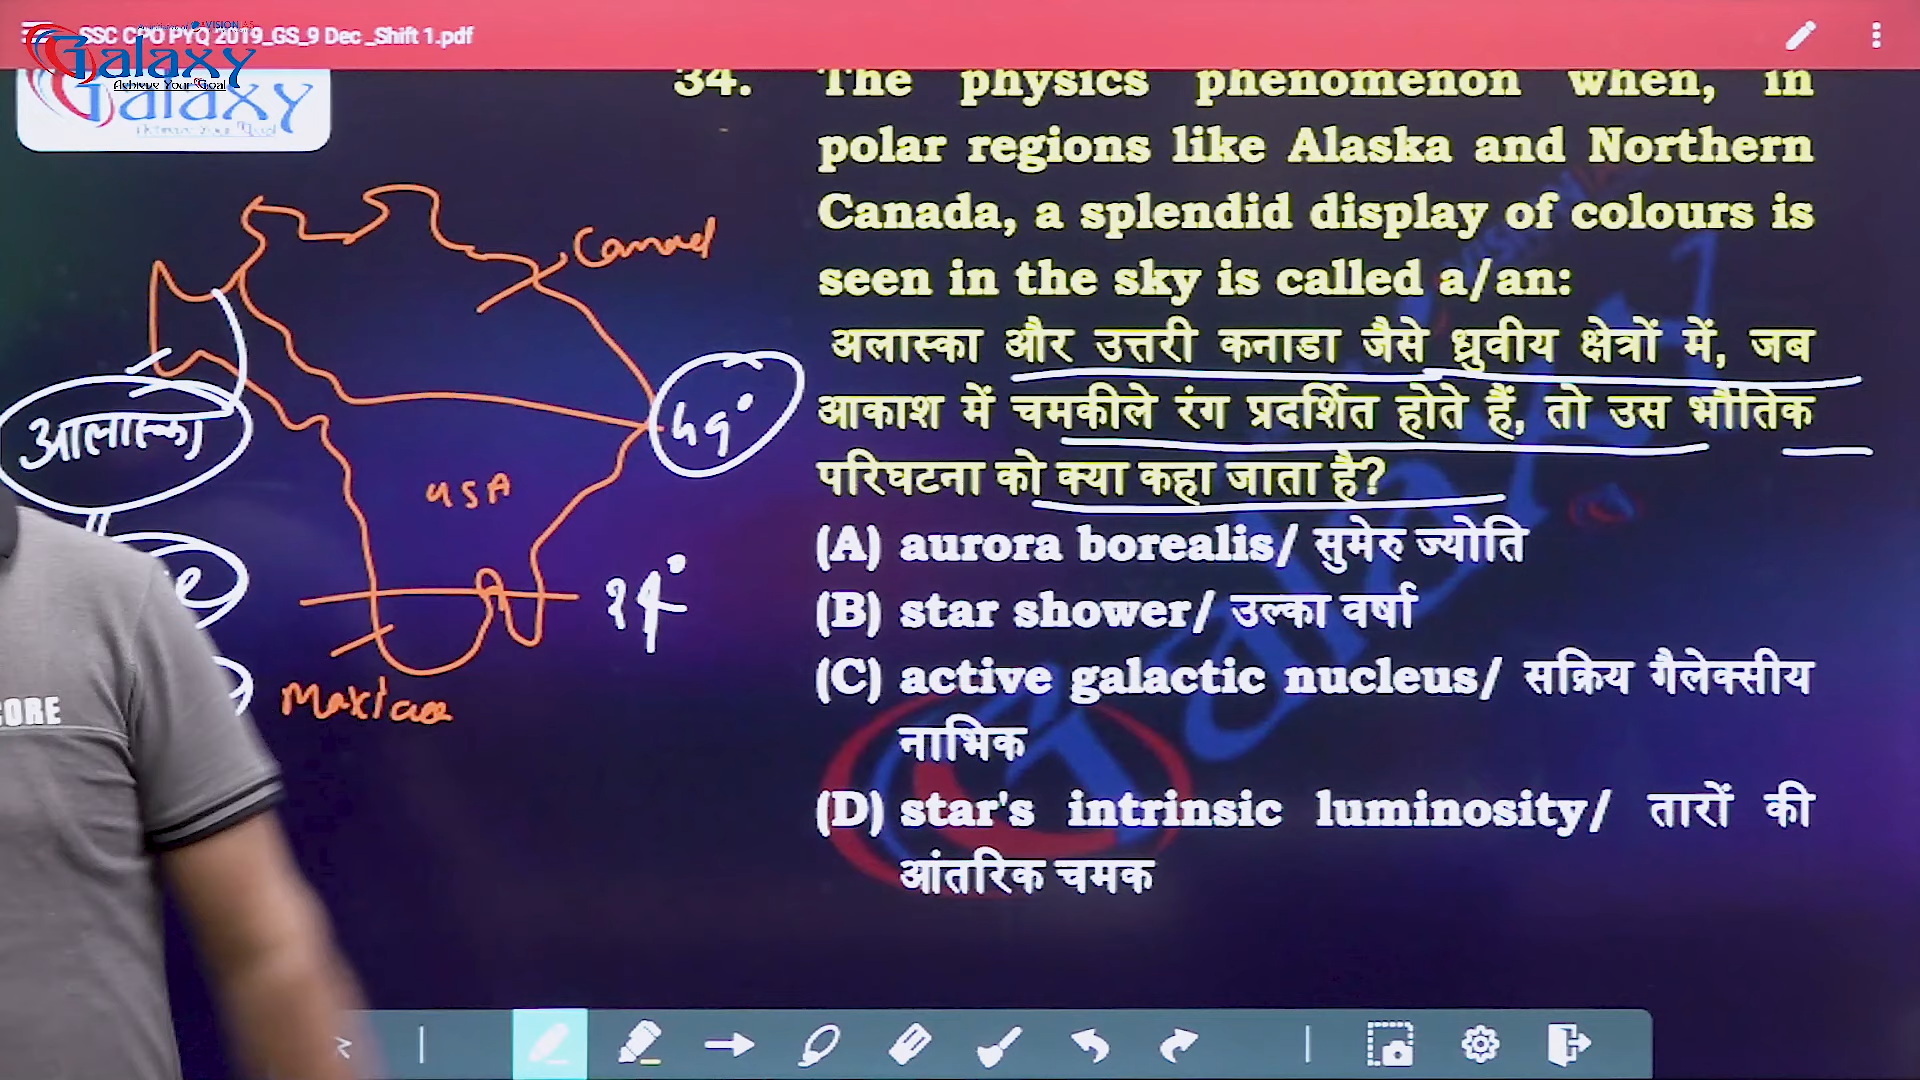 SSC CPO PYQ 2019_GS_9 Dec _Shift 1.pdf
Galaxy
Achieve Your Goal
34. The physics phenomenon when, in
polar regions like Alaska and Northern
Canada, a splendid display of colours is
seen in the sky is called a/an:
अलास्का और उत्तरी कनाडा जैसे ध्रुवीय क्षेत्रों में, जब
आकाश में चमकीले रंग प्रदर्शित होते हैं, तो उस भौतिक
परिघटना को क्या कहा जाता है?
(A) aurora borealis/ सुमेरु ज्योति
(B) star shower/ उल्का वर्षा
(C) active galactic nucleus/ सक्रिय गैलेक्सीय
नाभिक
(D) star's intrinsic luminosity/ तारों की
आंतरिक चमक
आलास्का
USA
49°
CORE